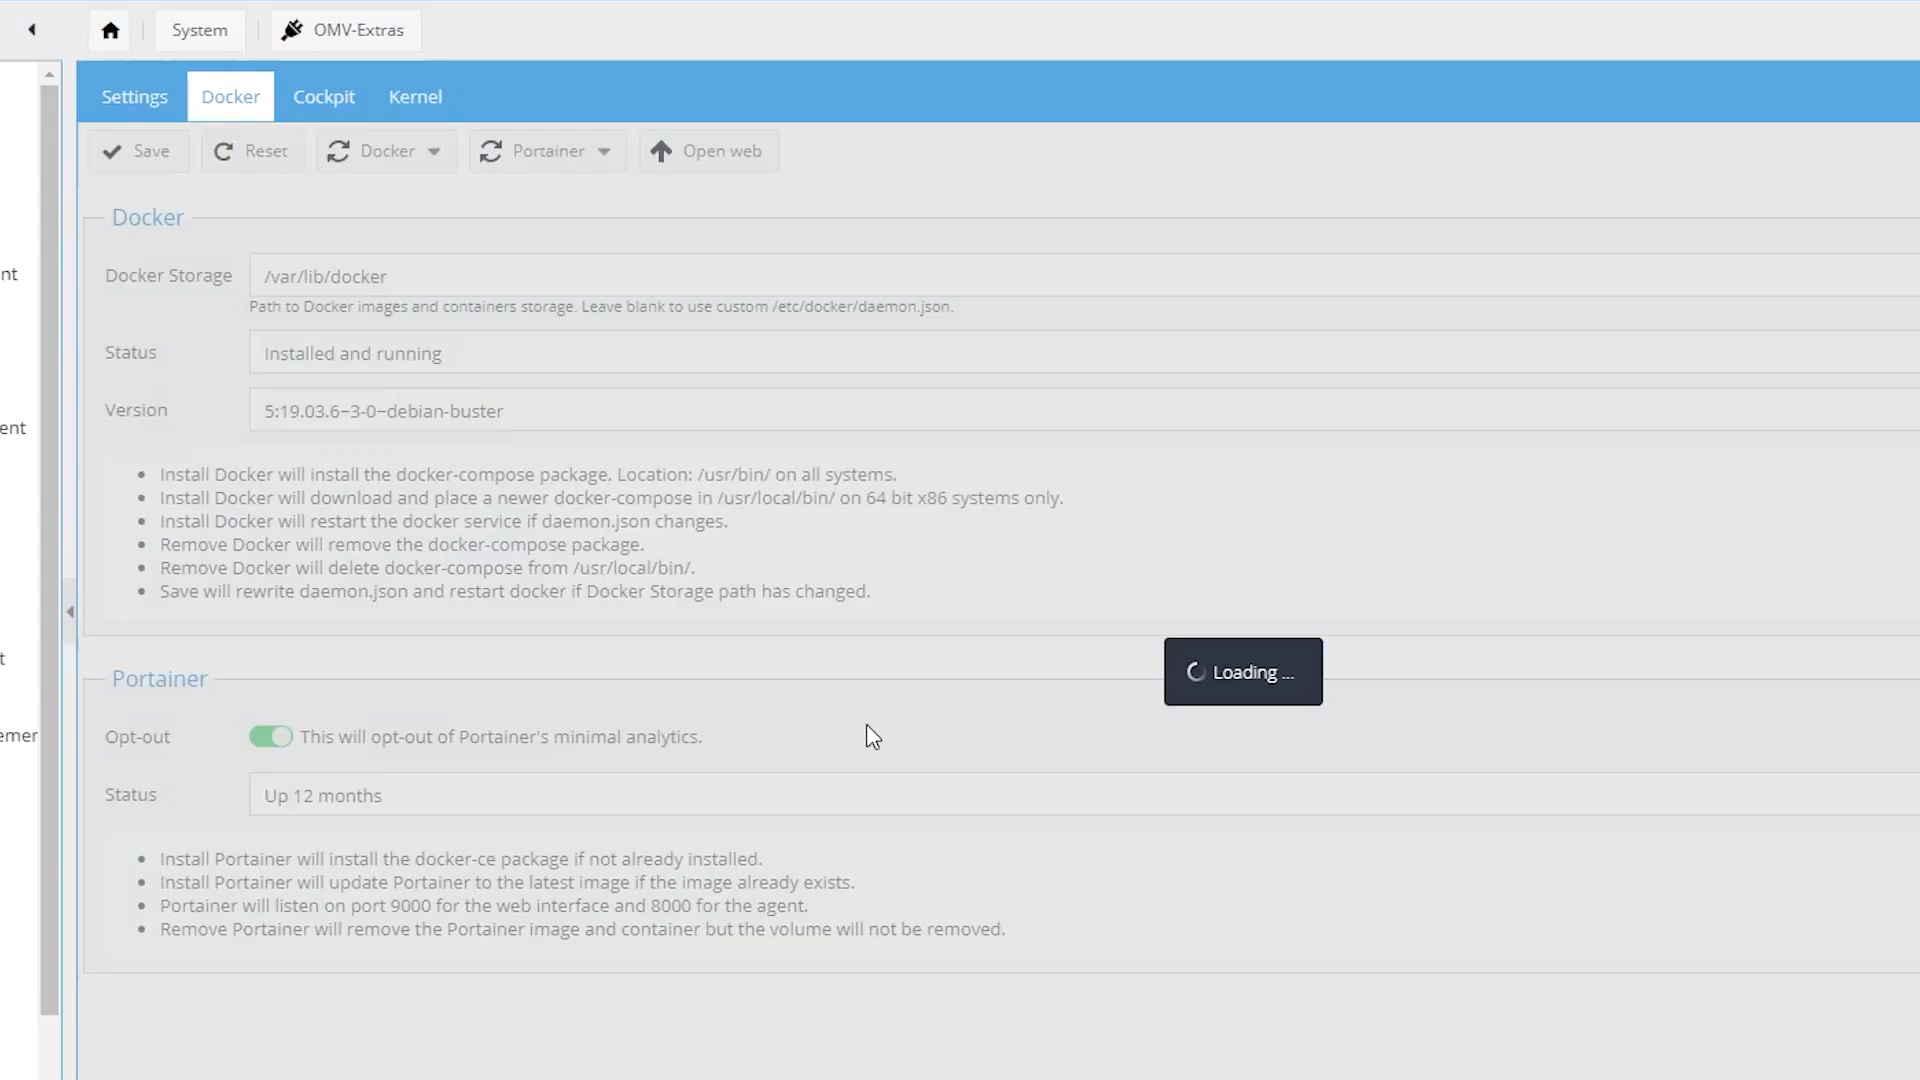 System
OMV-Extras
Settings
Docker
Cockpit
Kernel
Save
Reset
Docker
Portainer
Open web
Docker
nt
Docker Storage
/var/lib/docker
Path to Docker images and containers storage. Leave blank to use custom /etc/docker/daemon.json.
Status
Installed and running
Version
5:19.03.6~3-0~debian-buster
ent
Install Docker will install the docker-compose package. Location: /usr/bin/ on all systems.
Install Docker will download and place a newer docker-compose in /usr/local/bin/ on 64 bit x86 systems only.
Install Docker will restart the docker service if daemon.json changes.
Remove Docker will remove the docker-compose package.
Remove Docker will delete docker-compose from /usr/local/bin/.
Save will rewrite daemon.json and restart docker if Docker Storage path has changed.
t
Loading ...
Portainer
emer
Opt-out
This will opt-out of Portainer's minimal analytics.
Status
Up 12 months
Install Portainer will install the docker-ce package if not already installed.
Install Portainer will update Portainer to the latest image if the image already exists.
Portainer will listen on port 9000 for the web interface and 8000 for the agent.
Remove Portainer will remove the Portainer image and container but the volume will not be removed.